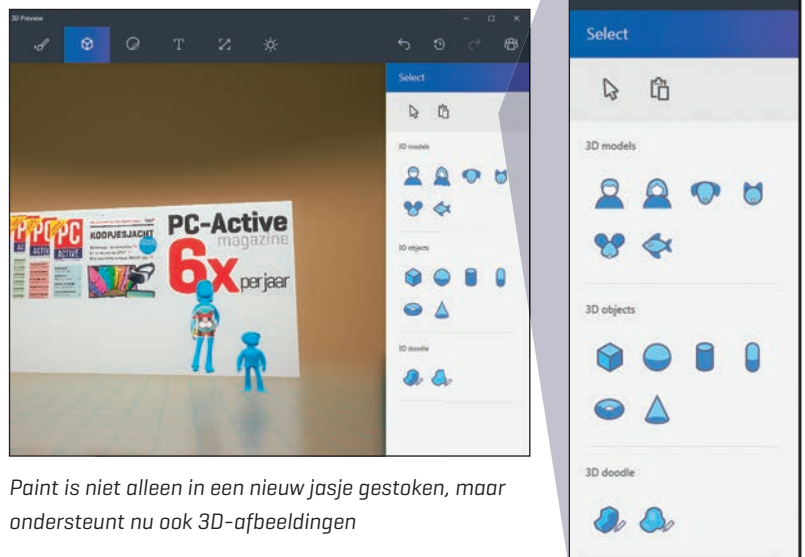 3D Preview
Select
3D models
3D objects
3D doodle
PC
PC
PC
ACTIVE
KOOPJESJACHT
PC-Active
magazine
6x
per jaar
Select
3D models
3D objects
3D doodle
Paint is niet alleen in een nieuw jasje gestoken, maar
ondersteunt nu ook 3D-afbeeldingen